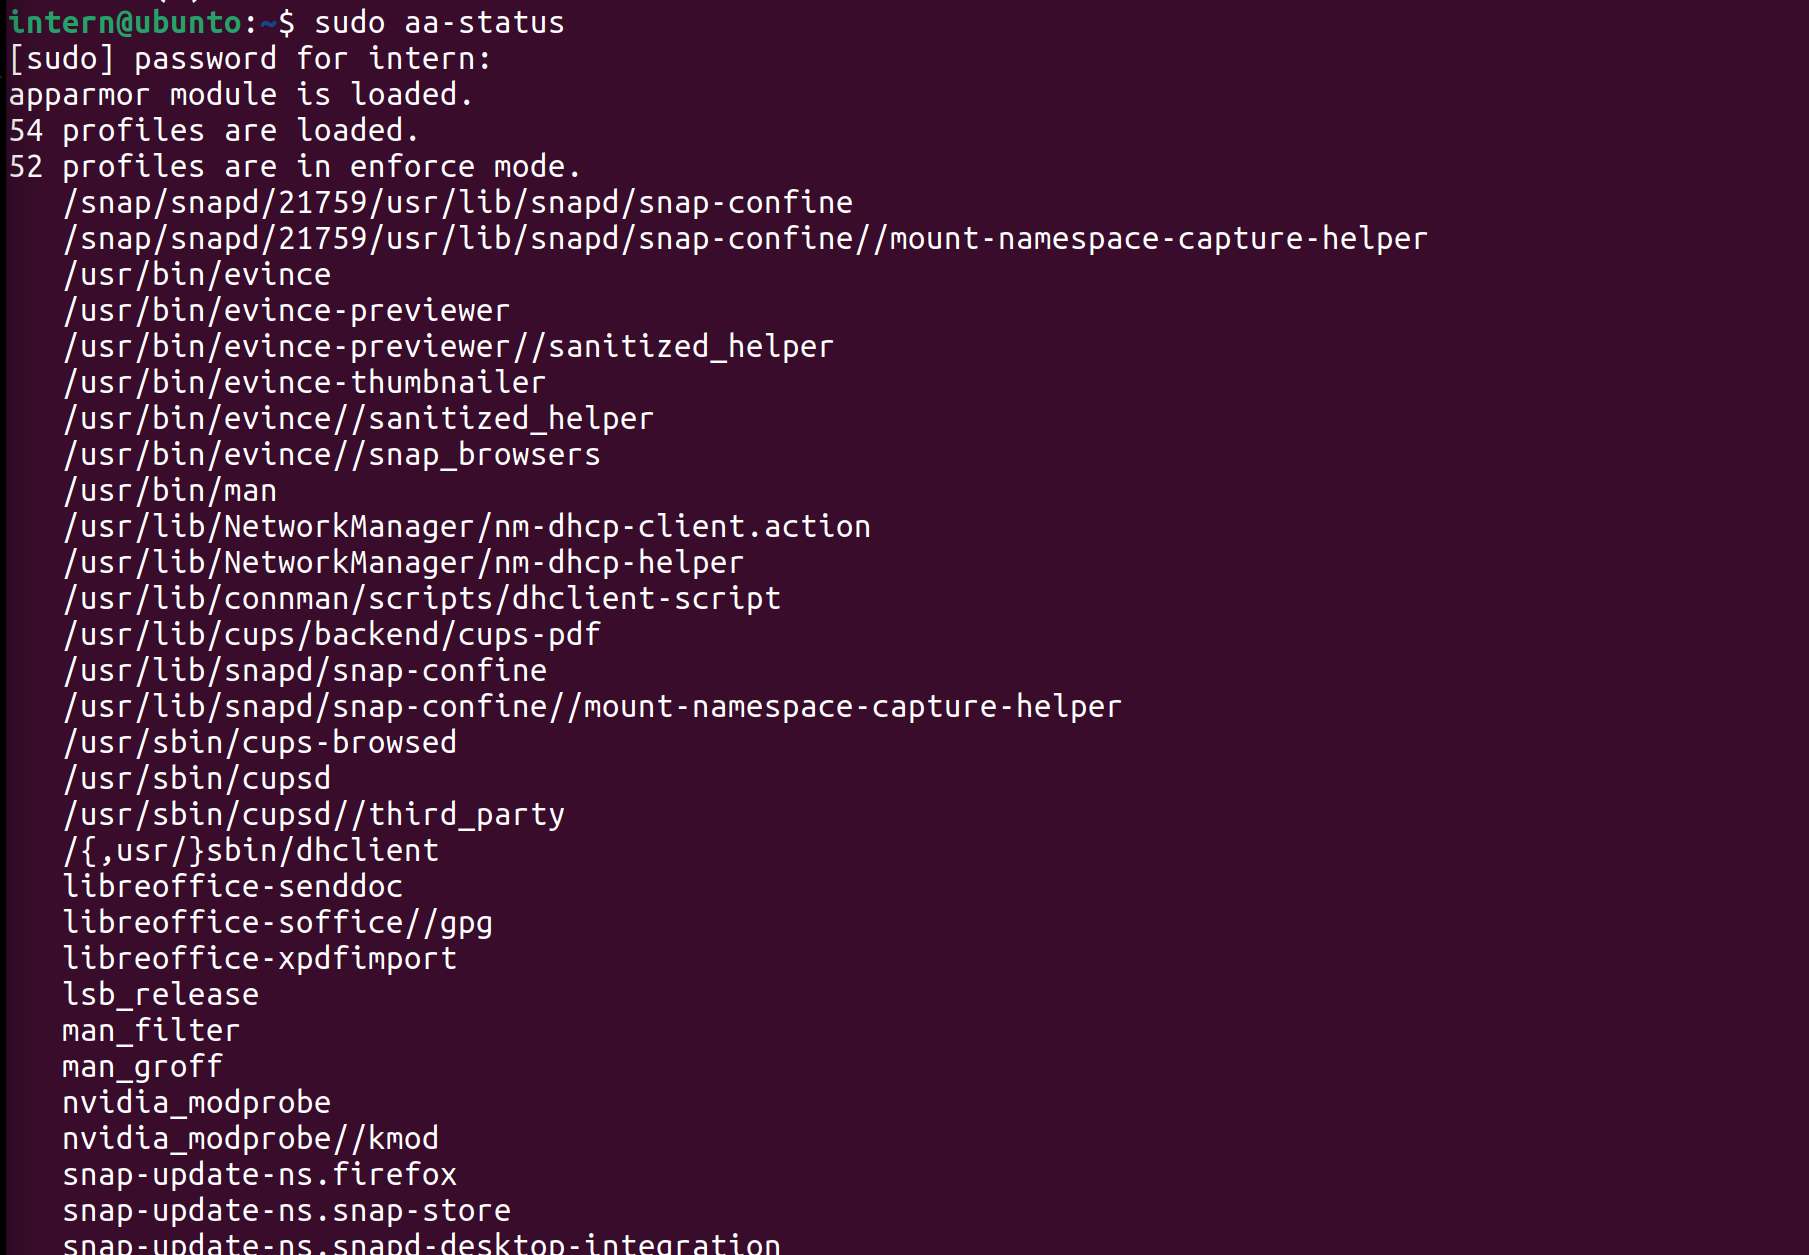 intern@ubunto:~$ sudo aa-status
[sudo] password for intern:
apparmor module is loaded.
54 profiles are loaded.
52 profiles are in enforce mode.
   /snap/snapd/21759/usr/lib/snapd/snap-confine
   /snap/snapd/21759/usr/lib/snapd/snap-confine//mount-namespace-capture-helper
   /usr/bin/evince
   /usr/bin/evince-previewer
   /usr/bin/evince-previewer//sanitized_helper
   /usr/bin/evince-thumbnailer
   /usr/bin/evince//sanitized_helper
   /usr/bin/evince//snap_browsers
   /usr/bin/man
   /usr/lib/NetworkManager/nm-dhcp-client.action
   /usr/lib/NetworkManager/nm-dhcp-helper
   /usr/lib/connman/scripts/dhclient-script
   /usr/lib/cups/backend/cups-pdf
   /usr/lib/snapd/snap-confine
   /usr/lib/snapd/snap-confine//mount-namespace-capture-helper
   /usr/sbin/cups-browsed
   /usr/sbin/cupsd
   /usr/sbin/cupsd//third_party
   /{,usr/}sbin/dhclient
   libreoffice-senddoc
   libreoffice-soffice//gpg
   libreoffice-xpdfimport
   lsb_release
   man_filter
   man_groff
   nvidia_modprobe
   nvidia_modprobe//kmod
   snap-update-ns.firefox
   snap-update-ns.snap-store
   snap-update-ns.snapd-desktop-integration